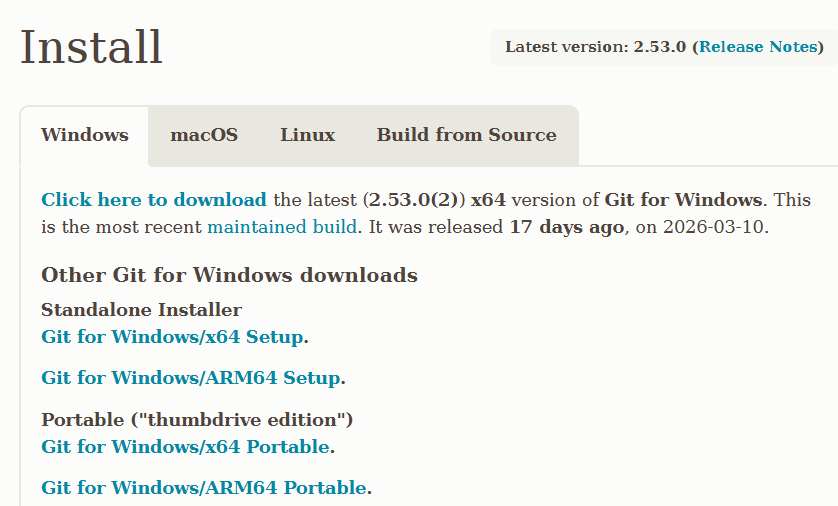 Install
Latest version: 2.53.0 (Release Notes)
Windows
macOS
Linux
Build from Source
Click here to download the latest (2.53.0(2)) x64 version of Git for Windows. This
is the most recent maintained build. It was released 17 days ago, on 2026-03-10.
Other Git for Windows downloads
Standalone Installer
Git for Windows/x64 Setup.
Git for Windows/ARM64 Setup.
Portable ("thumbdrive edition")
Git for Windows/x64 Portable.
Git for Windows/ARM64 Portable.